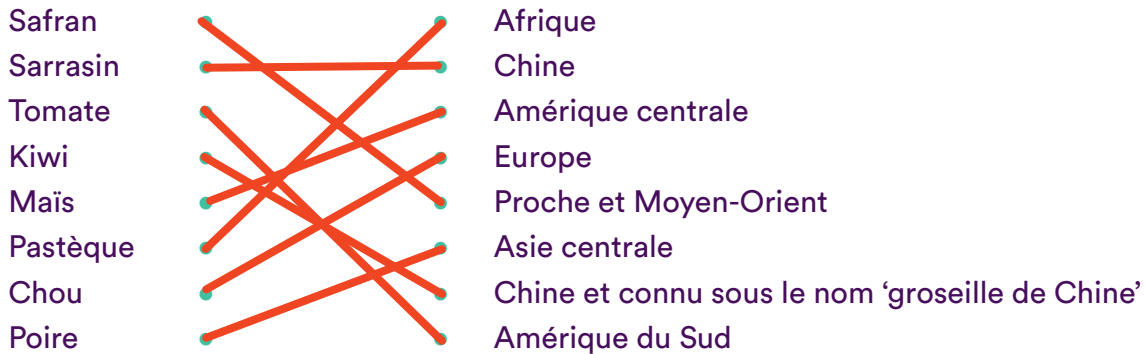 Safran Afrique
Sarrasin Chine
Tomate Amérique centrale
Kiwi Europe
Maïs Proche et Moyen-Orient
Pastèque Asie centrale
Chou Chine et connu sous le nom ‘groseille de Chine’
Poire Amérique du Sud